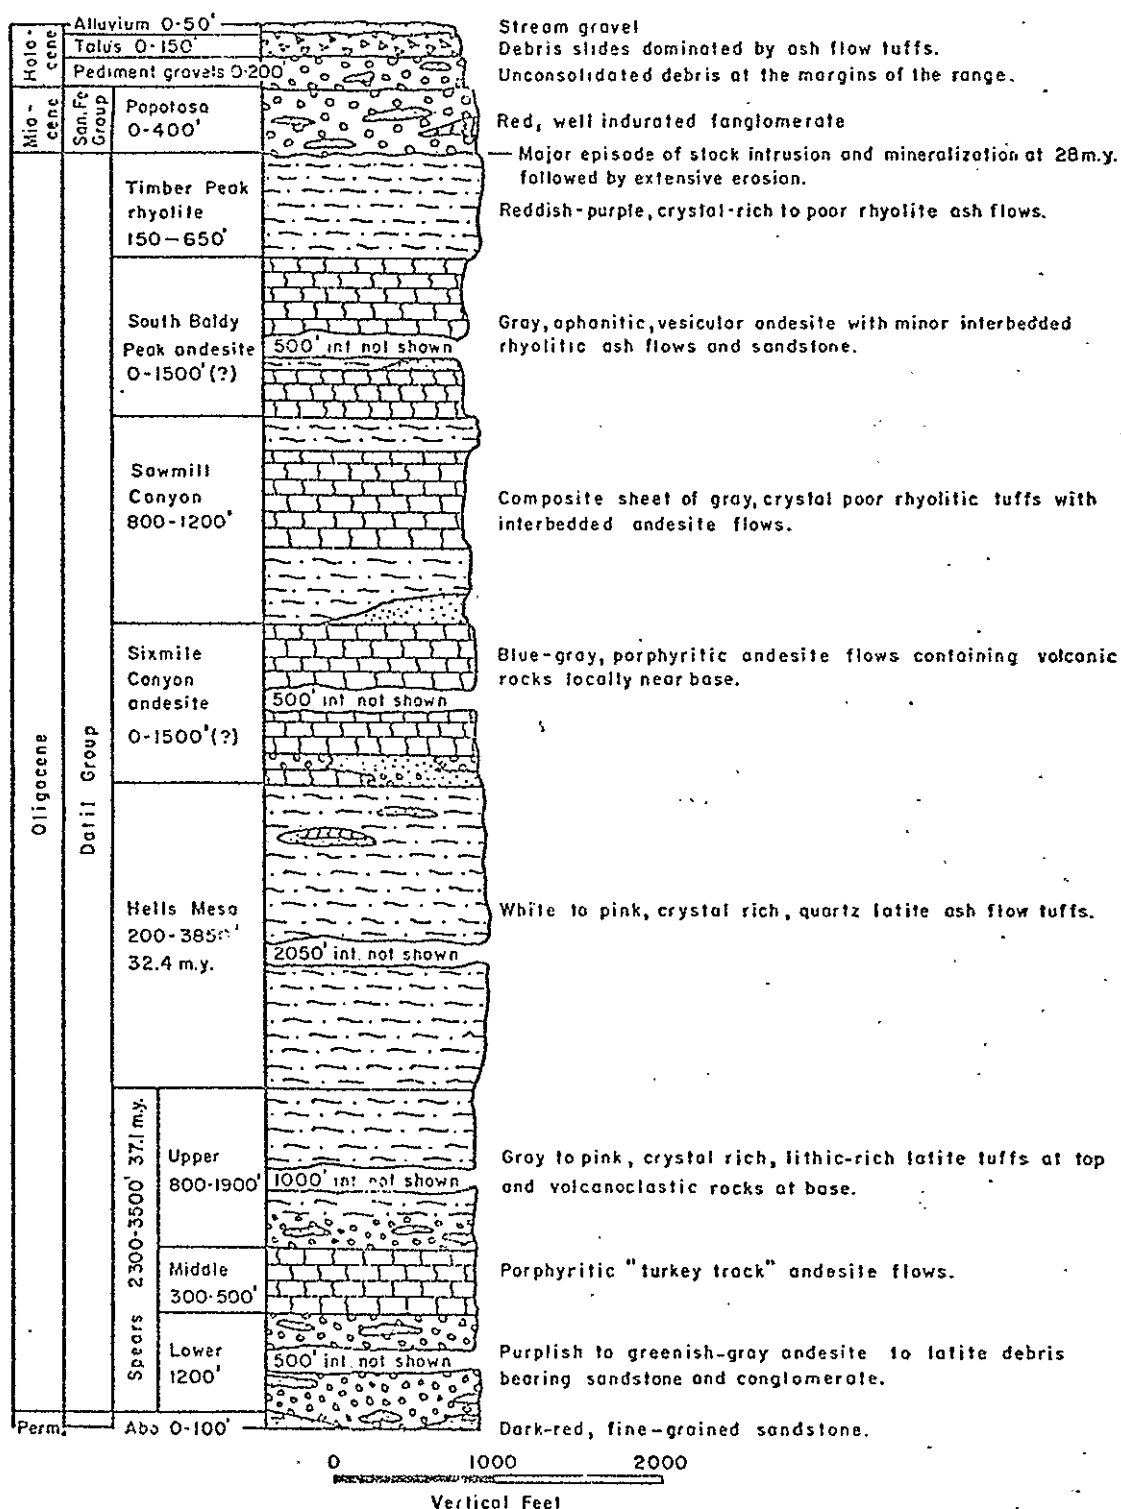 Holo-
cene
Alluvium 0-50'
Stream gravel
Talus 0-150'
Debris slides dominated by ash flow tuffs.
Pediment gravels 0-200'
Unconsolidated debris at the margins of the range.
Mio-
cene
San. Fe
Group
Popotosa
0-400'
Red, well indurated fanglomerate
Major episode of stock intrusion and mineralization at 28m.y.
followed by extensive erosion.
Oligocene
Datil Group
Timber Peak
rhyolite
150-650'
Reddish-purple, crystal-rich to poor rhyolite ash flows.
South Baldy
Peak andesite
0-1500'(?)
500' int not shown
Gray, aphanitic, vesicular andesite with minor interbedded
rhyolitic ash flows and sandstone.
Sawmill
Canyon
800-1200'
Composite sheet of gray, crystal poor rhyolitic tuffs with
interbedded andesite flows.
Sixmile
Canyon
andesite
0-1500'(?)
500' int. not shown
Blue-gray, porphyritic andesite flows containing volcanic
rocks locally near base.
Hells Mesa
200-3850'
32.4 m.y.
2050' int. not shown
White to pink, crystal rich, quartz latite ash flow tuffs.
Spears 2300-3500' 37.1 m.y.
Upper
800-1900'
1000' int not shown
Gray to pink, crystal rich, lithic-rich latite tuffs at top
and volcanoclastic rocks at base.
Middle
300-500'
Porphyritic "turkey track" andesite flows.
Lower
1200'
500' int. not shown
Purplish to greenish-gray andesite to latite debris
bearing sandstone and conglomerate.
Perm.
Abo 0-100'
Dark-red, fine-grained sandstone.
0 1000 2000
Vertical Feet